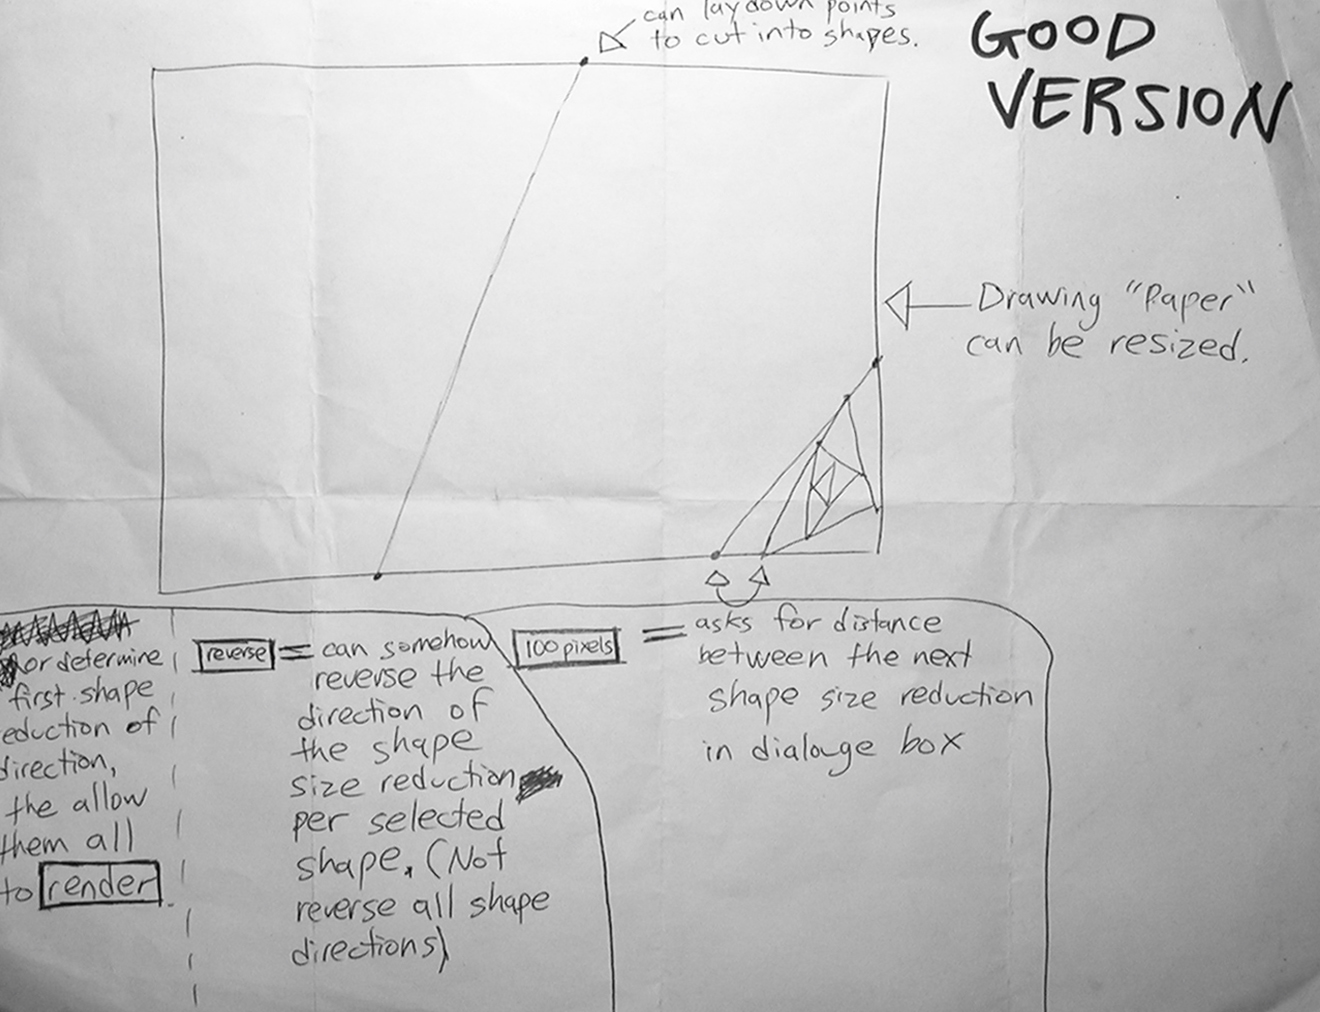 can lay down points
to cut into shapes.
GOOD
VERSION
Drawing "Paper"
can be resized.
or determine
first shape
eduction of
direction,
the allow
them all
to render
reverse = can somehow
reverse the
direction of
the shape
size reduction
per selected
shape. (Not
reverse all shape
directions)
100 pixels = asks for distance
between the next
shape size reduction
in dialouge box